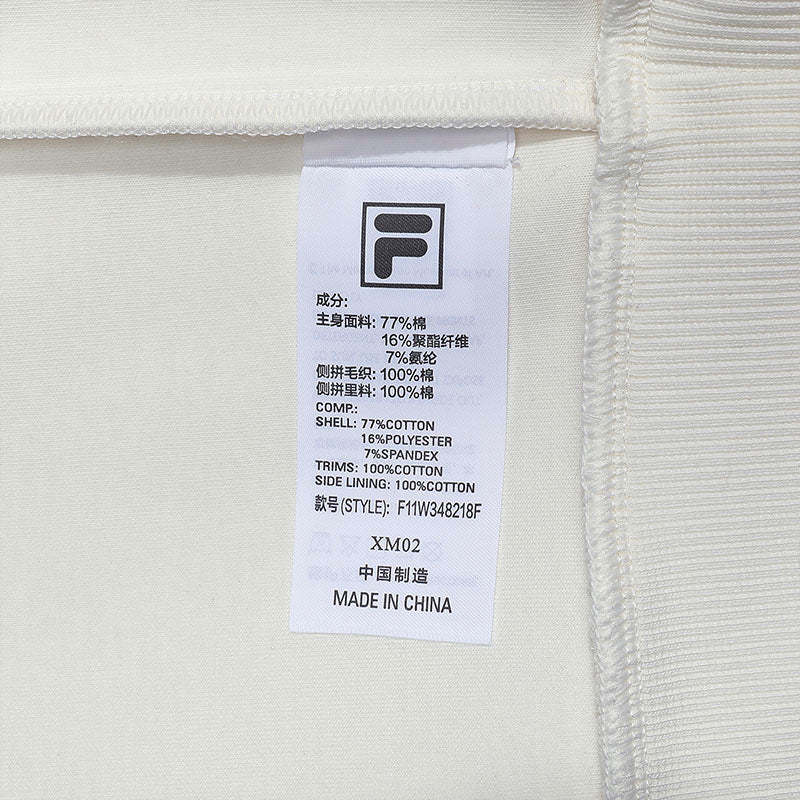 F
成分:
主身面料: 77%棉
16%聚酯纤维
7%氨纶
侧拼毛织: 100%棉
侧拼里料: 100%棉
COMP.:
SHELL: 77%COTTON
16%POLYESTER
7%SPANDEX
TRIMS: 100%COTTON
SIDE LINING: 100%COTTON
款号(STYLE): F11W348218F
XM02
中国制造
MADE IN CHINA